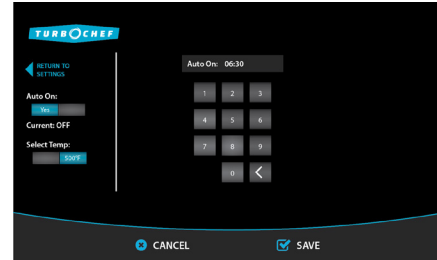 TURBOCHEF
RETURN TO
SETTINGS
Auto On: 06:30
Auto On:
Yes
Current: OFF
Select Temp:
500°F
1 2 3
4 5 6
7 8 9
0
CANCEL
SAVE